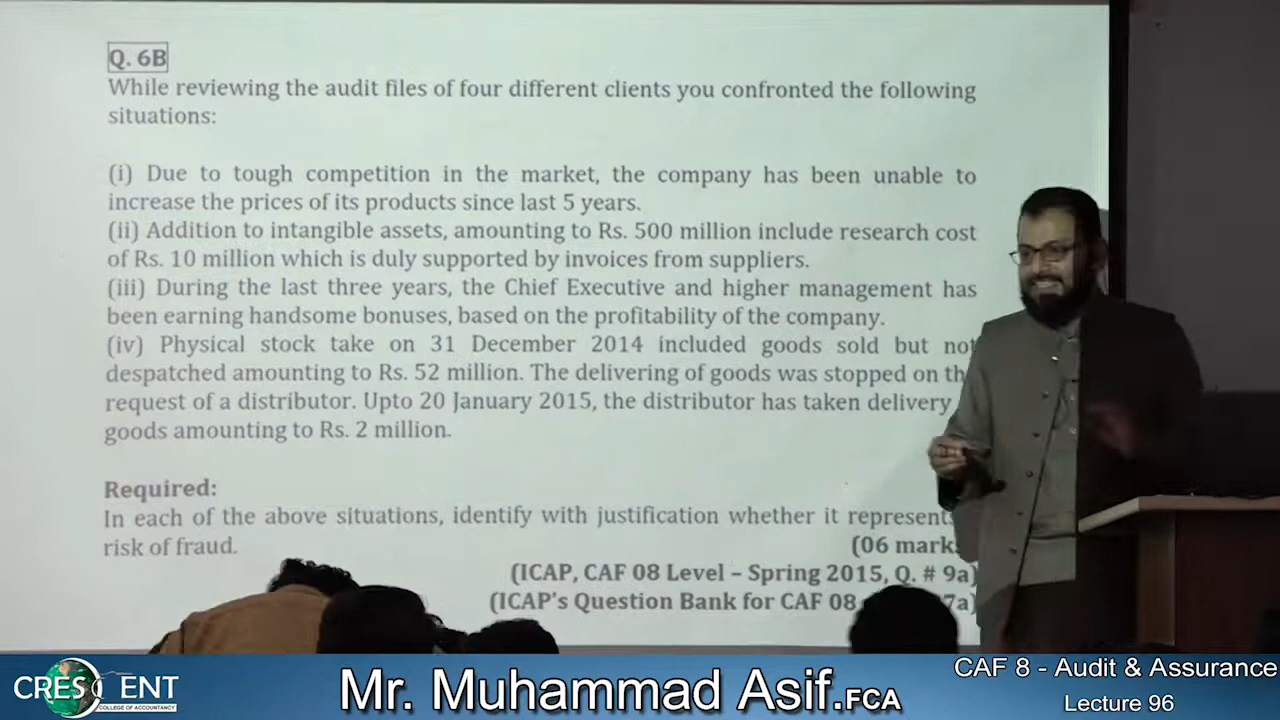 Q. 6B
While reviewing the audit files of four different clients you confronted the following
situations:
(i) Due to tough competition in the market, the company has been unable to
increase the prices of its products since last 5 years.
(ii) Addition to intangible assets, amounting to Rs. 500 million include research cost
of Rs. 10 million which is duly supported by invoices from suppliers.
(iii) During the last three years, the Chief Executive and higher management has
been earning handsome bonuses, based on the profitability of the company.
(iv) Physical stock take on 31 December 2014 included goods sold but not
despatched amounting to Rs. 52 million. The delivering of goods was stopped on
request of a distributor. Upto 20 January 2015, the distributor has taken delivery
goods amounting to Rs. 2 million.
Required:
In each of the above situations, identify with justification whether it
risk of fraud.
(06
(ICAP, CAF 08 Level – Spring 2015, Q. # 9a)
(ICAP's Question Bank for CAF 08
CRESCENT
COLLEGE OF ACCOUNTANCY
Mr. Muhammad Asif.FCA
CAF 8 - Audit & Assurance
Lecture 96